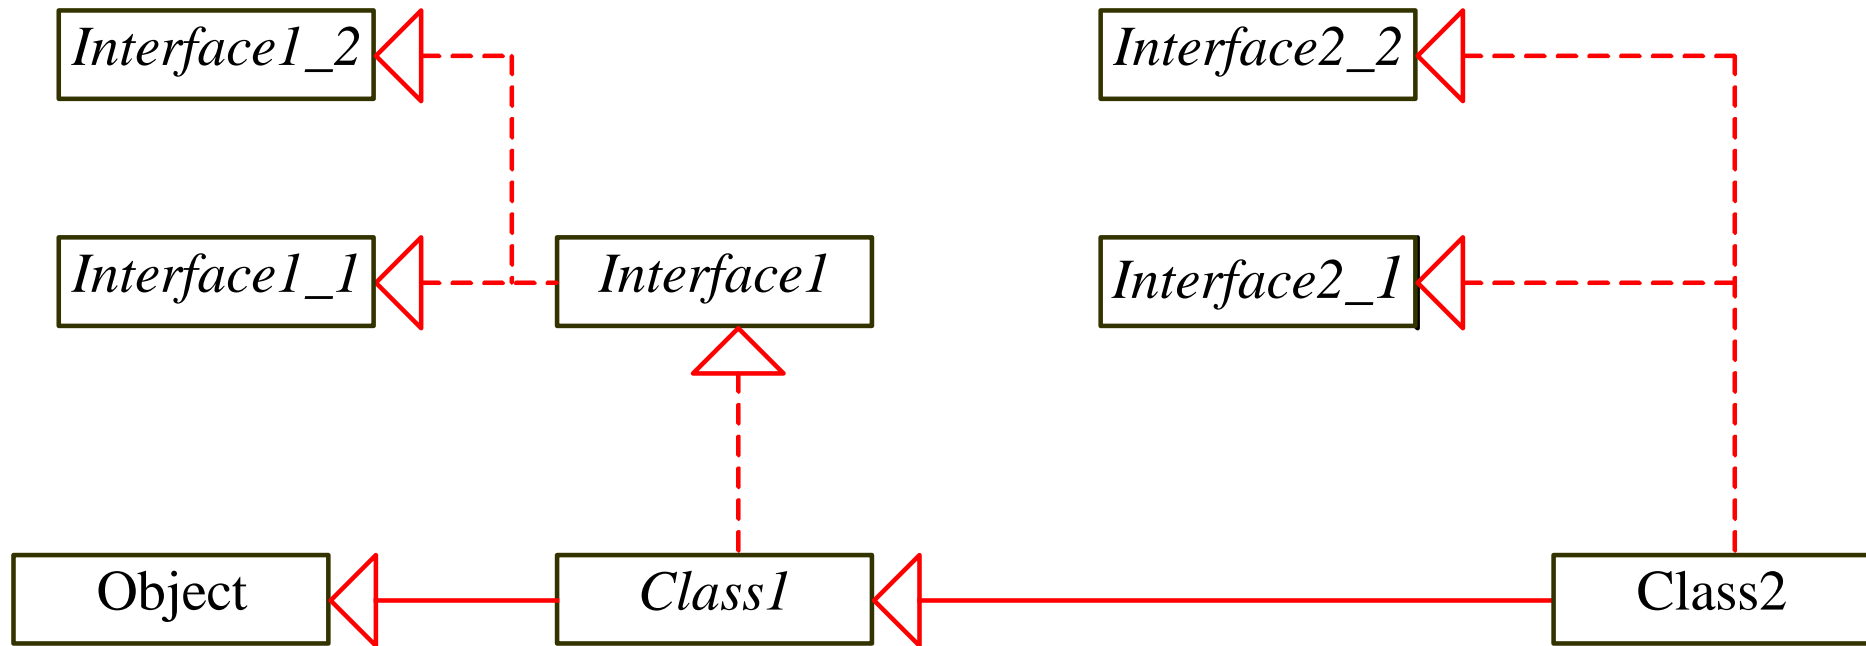 Interface1_2
Interface2_2
Interface1_1
Interface1
Interface2_1
Object
Class1
Class2